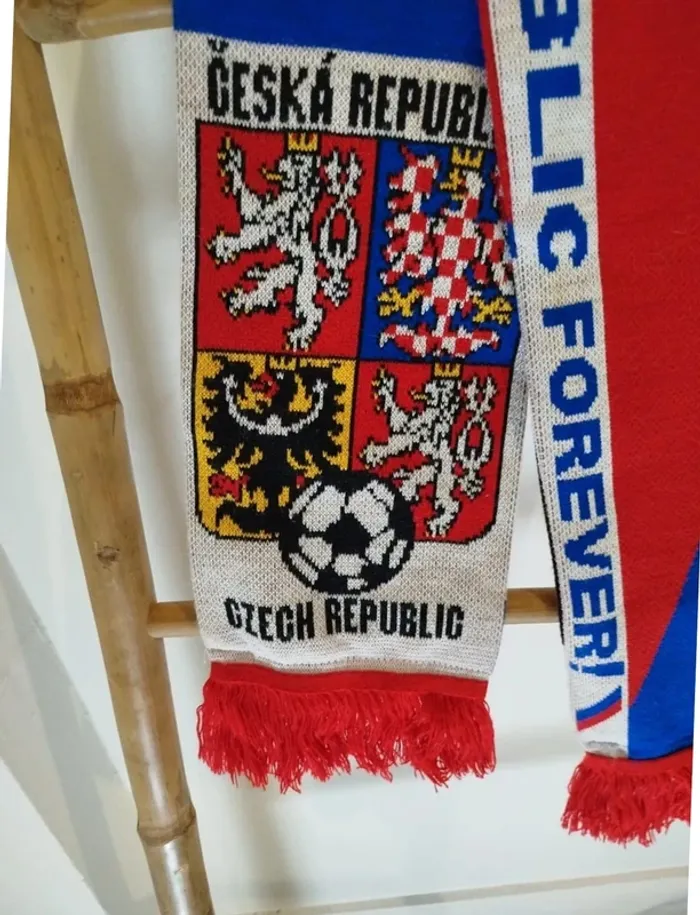 ČESKÁ REPUBL
CZECH REPUBLIC
BLIC FOREVER!